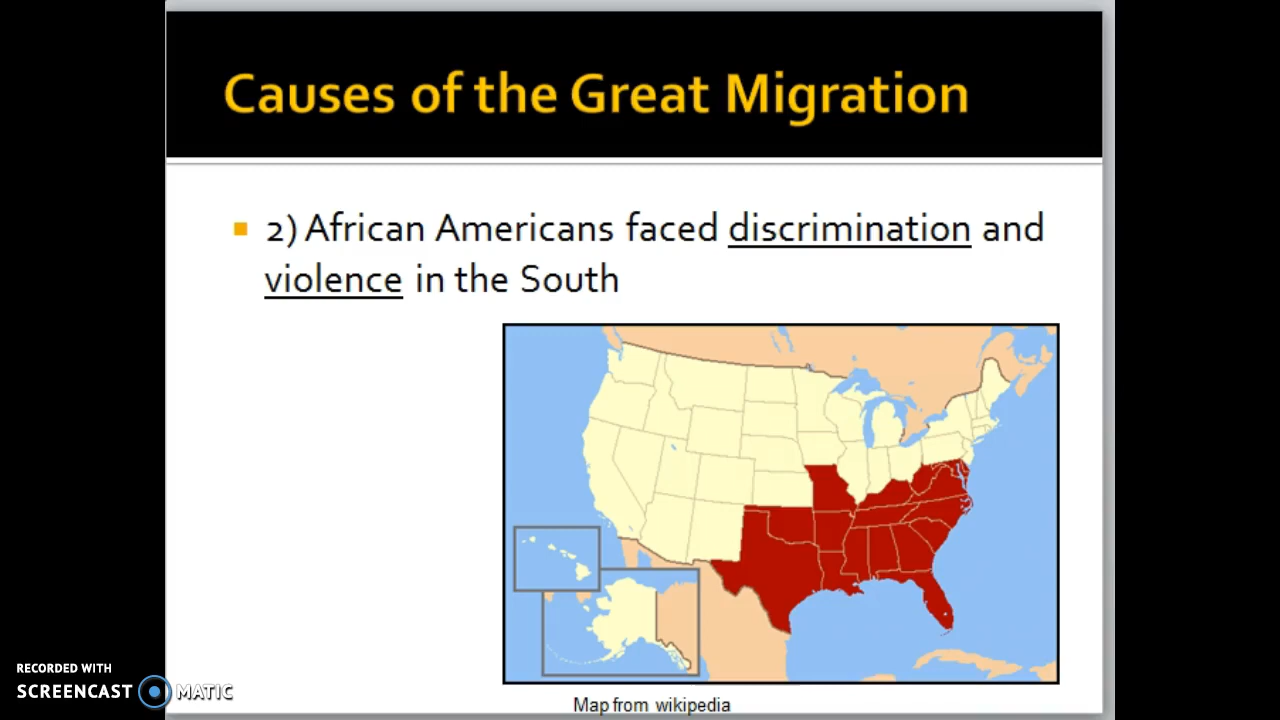 Causes of the Great Migration
2) African Americans faced discrimination and
violence in the South
Map from wikipedia
RECORDED WITH
SCREENCAST MATIC